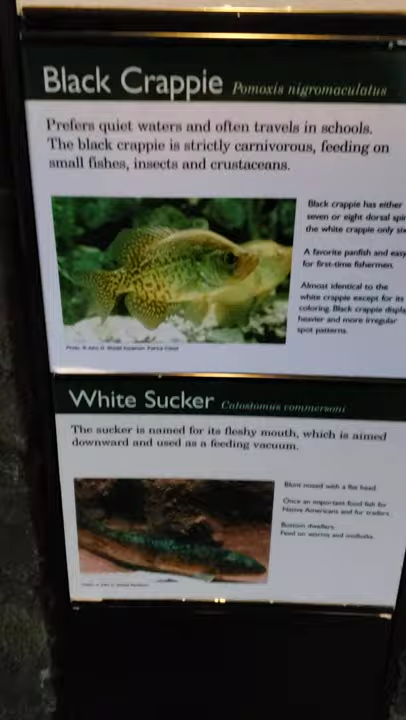 Black Crappie Pomoxis nigromaculatus
Prefers quiet waters and often travels in schools.
The black crappie is strictly carnivorous, feeding on
small fishes, insects and crustaceans.
Black crappie has either
seven or eight dorsal spi
the white crappie only six
A favorite panfish and easy
for first-time fishermen.
Almost identical to the
white crappie except for its
coloring. Black crappie displa
heavier and more irregular
spot patterns.
White Sucker Catostomus commersoni
The sucker is named for its fleshy mouth, which is aimed
downward and used as a feeding vacuum.
Blunt nosed with a flat head.
Once an important food fish for
Native Americans and fur traders.
Bottom dwellers.
Feed on worms and mollusks.